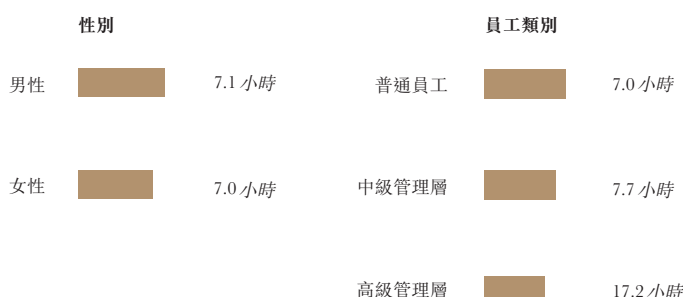 性別
男性 7.1 小時
女性 7.0 小時
員工類別
普通員工 7.0 小時
中級管理層 7.7 小時
高級管理層 17.2 小時